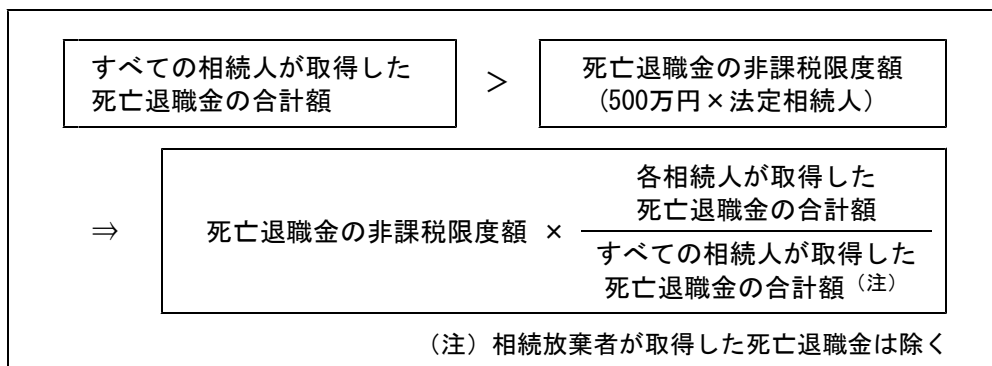 すべての相続人が取得した
死亡退職金の合計額
>
死亡退職金の非課税限度額
(500万円×法定相続人)
⇒
死亡退職金の非課税限度額 ×
各相続人が取得した
死亡退職金の合計額
すべての相続人が取得した
死亡退職金の合計額(注)
(注)相続放棄者が取得した死亡退職金は除く